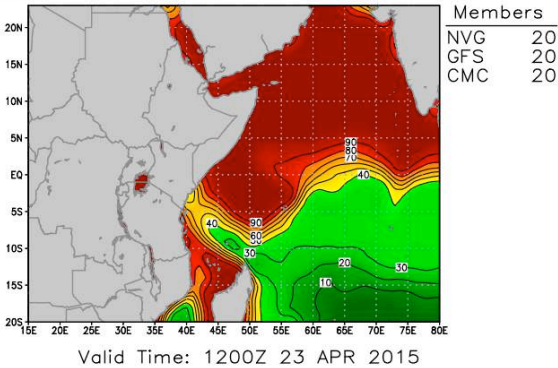 Members
NVG 20
GFS 20
CMC 20
20N
15N
10N
5N
EQ
5S
10S
15S
20S
90
80
70
40
40
90
60
30
20
30
10
15E 20E 25E 30E 35E 40E 45E 50E 55E 60E 65E 70E 75E 80E
Valid Time: 1200Z 23 APR 2015